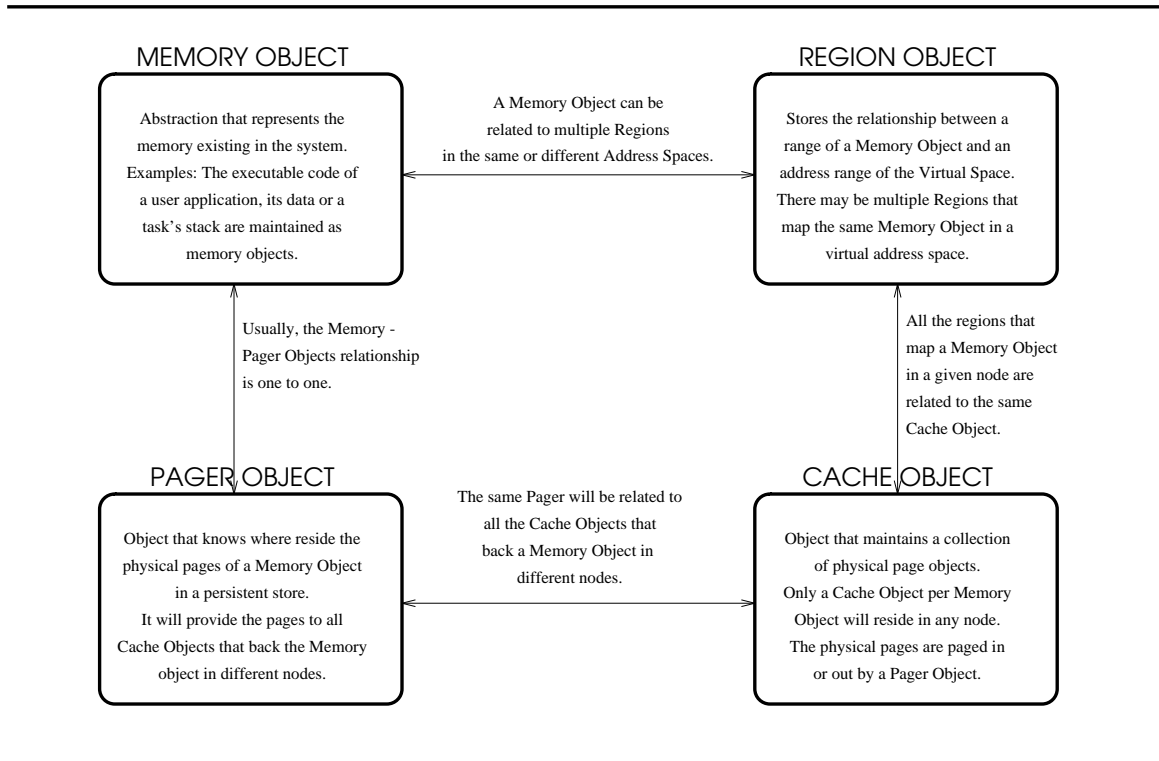 MEMORY OBJECT
Abstraction that represents the
memory existing in the system.
Examples: The executable code of
a user application, its data or a
task's stack are maintained as
memory objects.
A Memory Object can be
related to multiple Regions
in the same or different Address Spaces.
REGION OBJECT
Stores the relationship between a
range of a Memory Object and an
address range of the Virtual Space.
There may be multiple Regions that
map the same Memory Object in a
virtual address space.
Usually, the Memory -
Pager Objects relationship
is one to one.
All the regions that
map a Memory Object
in a given node are
related to the same
Cache Object.
PAGER OBJECT
Object that knows where reside the
physical pages of a Memory Object
in a persistent store.
It will provide the pages to all
Cache Objects that back the Memory
object in different nodes.
The same Pager will be related to
all the Cache Objects that
back a Memory Object in
different nodes.
CACHE OBJECT
Object that maintains a collection
of physical page objects.
Only a Cache Object per Memory
Object will reside in any node.
The physical pages are paged in
or out by a Pager Object.